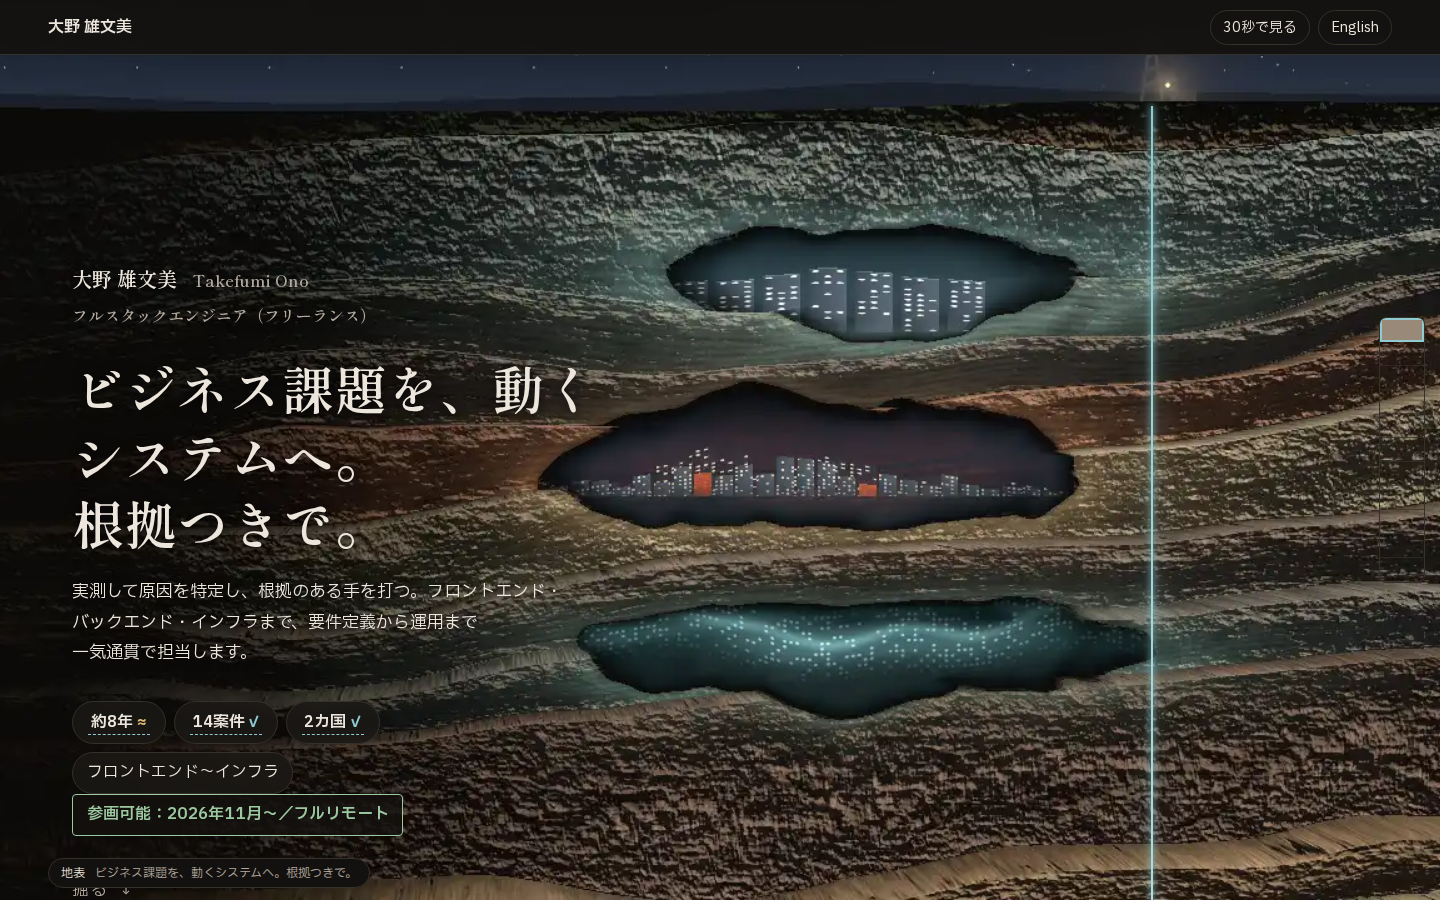 大野 雄文美
30秒で見る
English
大野 雄文美 Takefumi Ono
フルスタックエンジニア（フリーランス）
ビジネス課題を、動く
システムへ。
根拠つきで。
実測して原因を特定し、根拠のある手を打つ。フロントエンド・
バックエンド・インフラまで、要件定義から運用まで
一気通貫で担当します。
約8年 ≈
14案件 ✓
2カ国 ✓
フロントエンド〜インフラ
参画可能：2026年11月〜／フルリモート
地表 ビジネス課題を、動くシステムへ。根拠つきで。
掘る ↓